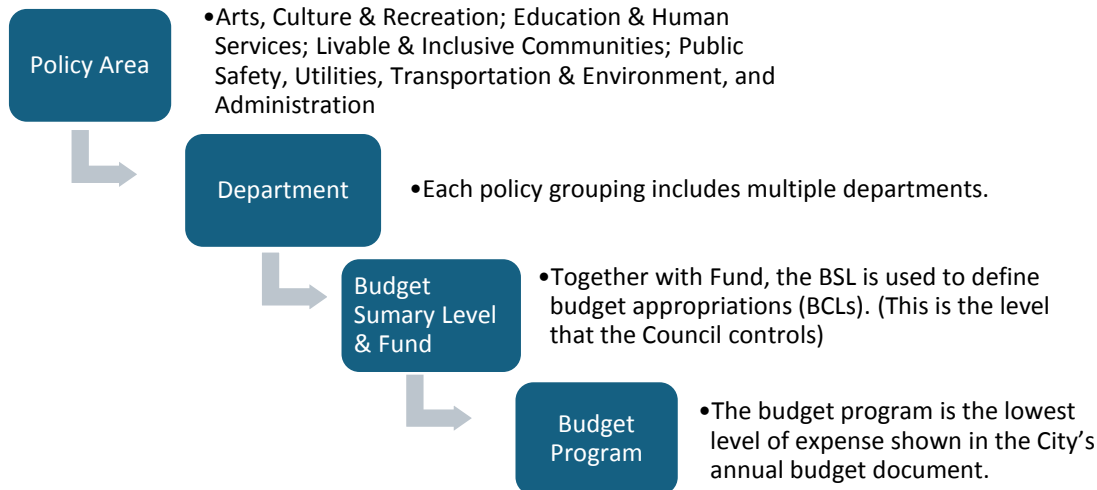 Policy Area
•Arts, Culture & Recreation; Education & Human
Services; Livable & Inclusive Communities; Public
Safety, Utilities, Transportation & Environment, and
Administration
Department
•Each policy grouping includes multiple departments.
Budget
Sumary Level
& Fund
•Together with Fund, the BSL is used to define
budget appropriations (BCLs). (This is the level
that the Council controls)
Budget
Program
•The budget program is the lowest
level of expense shown in the City’s
annual budget document.